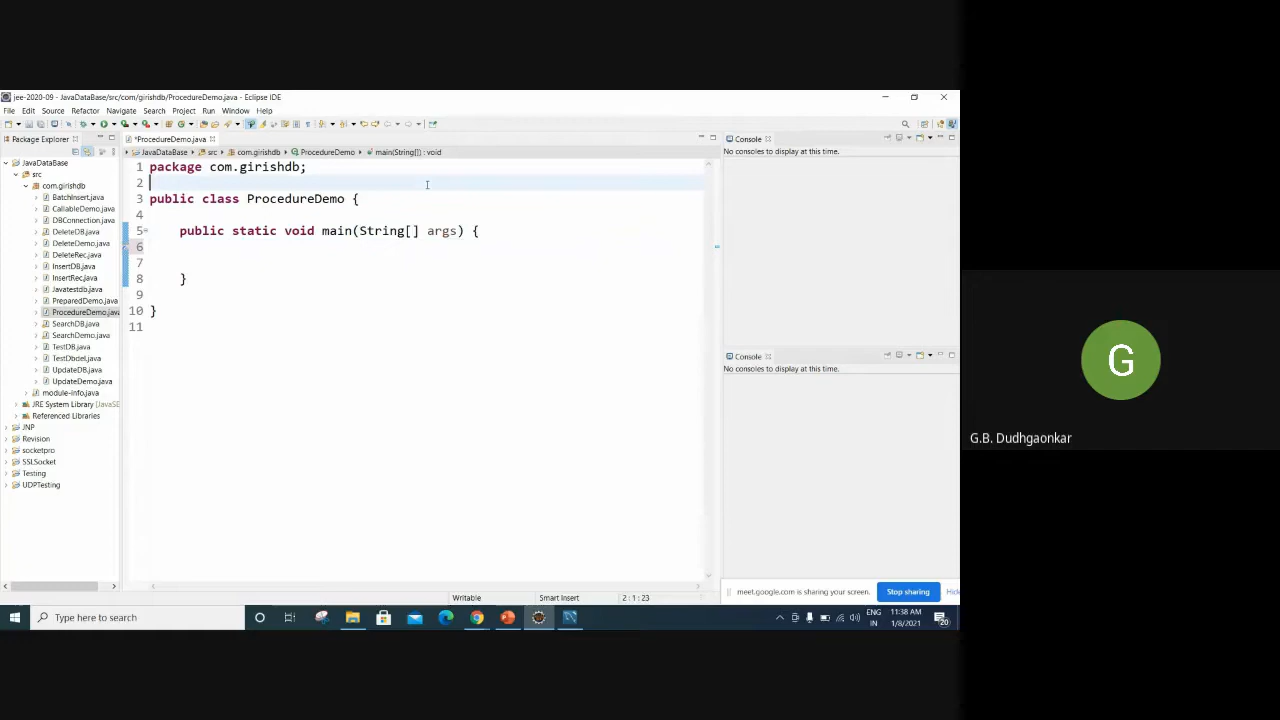 jee-2020-09 - JavaDataBase/src/com/girishdb/ProcedureDemo.java - Eclipse IDE
File Edit Source Refactor Navigate Search Project Run Window Help
Package Explorer
*ProcedureDemo.java
Console
JavaDataBase src com.girishdb ProcedureDemo main(String[]) : void
No consoles to display at this time.
JavaDataBase
src
com.girishdb
BatchInsert.java
CallableDemo.java
DBConnection.java
DeleteDB.java
DeleteDemo.java
DeleteRec.java
InsertDB.java
InsertRec.java
Javatestdb.java
PreparedDemo.java
ProcedureDemo.java
SearchDB.java
SearchDemo.java
TestDB.java
TestDbdel.java
UpdateDB.java
UpdateDemo.java
module-info.java
JRE System Library [JavaSE
Referenced Libraries
JNP
Revision
socketpro
SSLSocket
Testing
UDPTesting
1 package com.girishdb;
2
3 public class ProcedureDemo {
4
5 public static void main(String[] args) {
6
7
8 }
9
10 }
11
Console
No consoles to display at this time.
Writable Smart Insert 2:1:23
meet.google.com is sharing your screen. Stop sharing Hide
Type here to search
ENG
IN
11:38 AM
1/8/2021
20
G
G.B. Dudhgaonkar